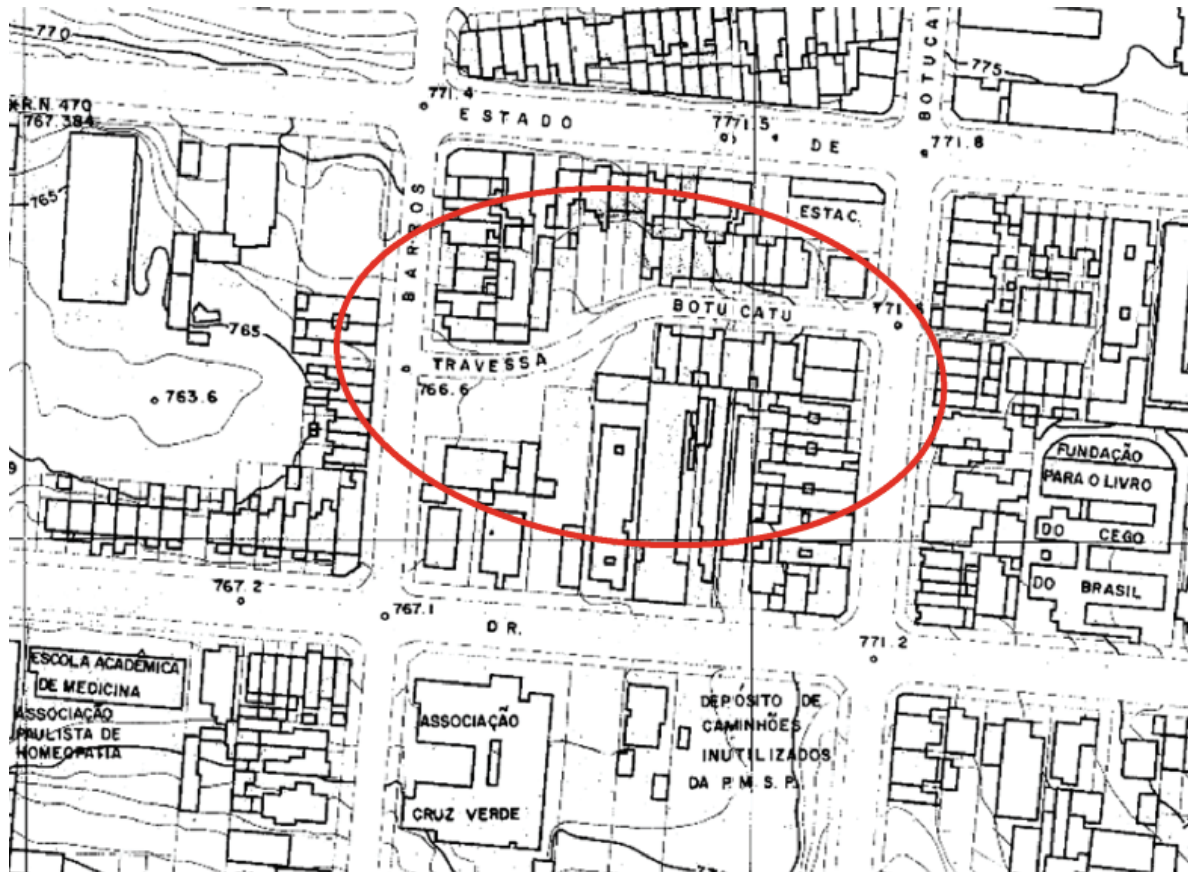 770
R.N. 470
767.384
765
771.4
ESTADO
771.5
DE
BOTUCAT
775
771.8
BARROS
ESTAC.
BOTUCATU
771.
TRAVESSA
766.6
765
763.6
FUNDAÇÃO
PARA O LIVRO
DO CEGO
DO BRASIL
767.2
767.1
DR.
771.2
ESCOLA ACADÊMICA
DE MEDICINA
ASSOCIAÇÃO
PAULISTA DE
HOMEOPATIA
ASSOCIAÇÃO
CRUZ VERDE
DEPÓSITO DE
CAMINHÕES
INUTILIZADOS
DA P.M.S.P.